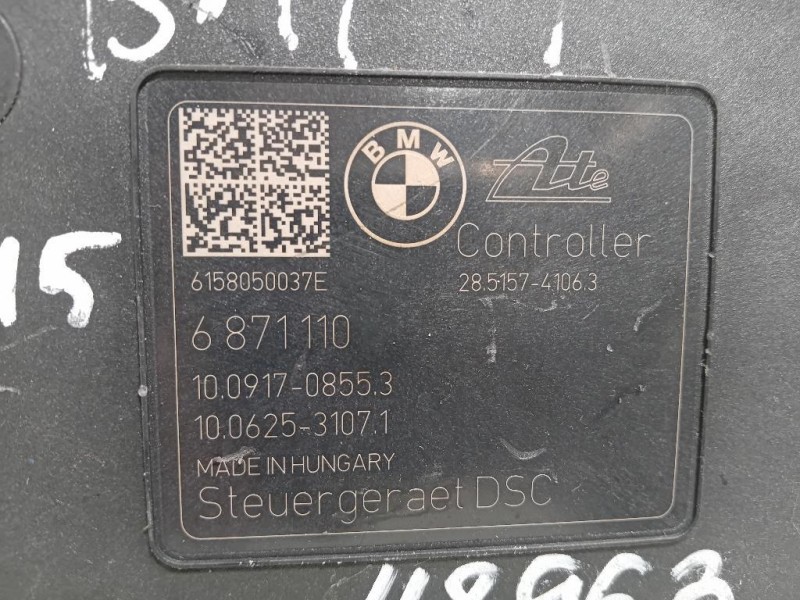 BMW
Ate
Controller
6158050037E
28.5157-4106.3
6 871 110
15
10.0917-0855.3
10.0625-3107.1
MADE IN HUNGARY
Steuergeraet DSC